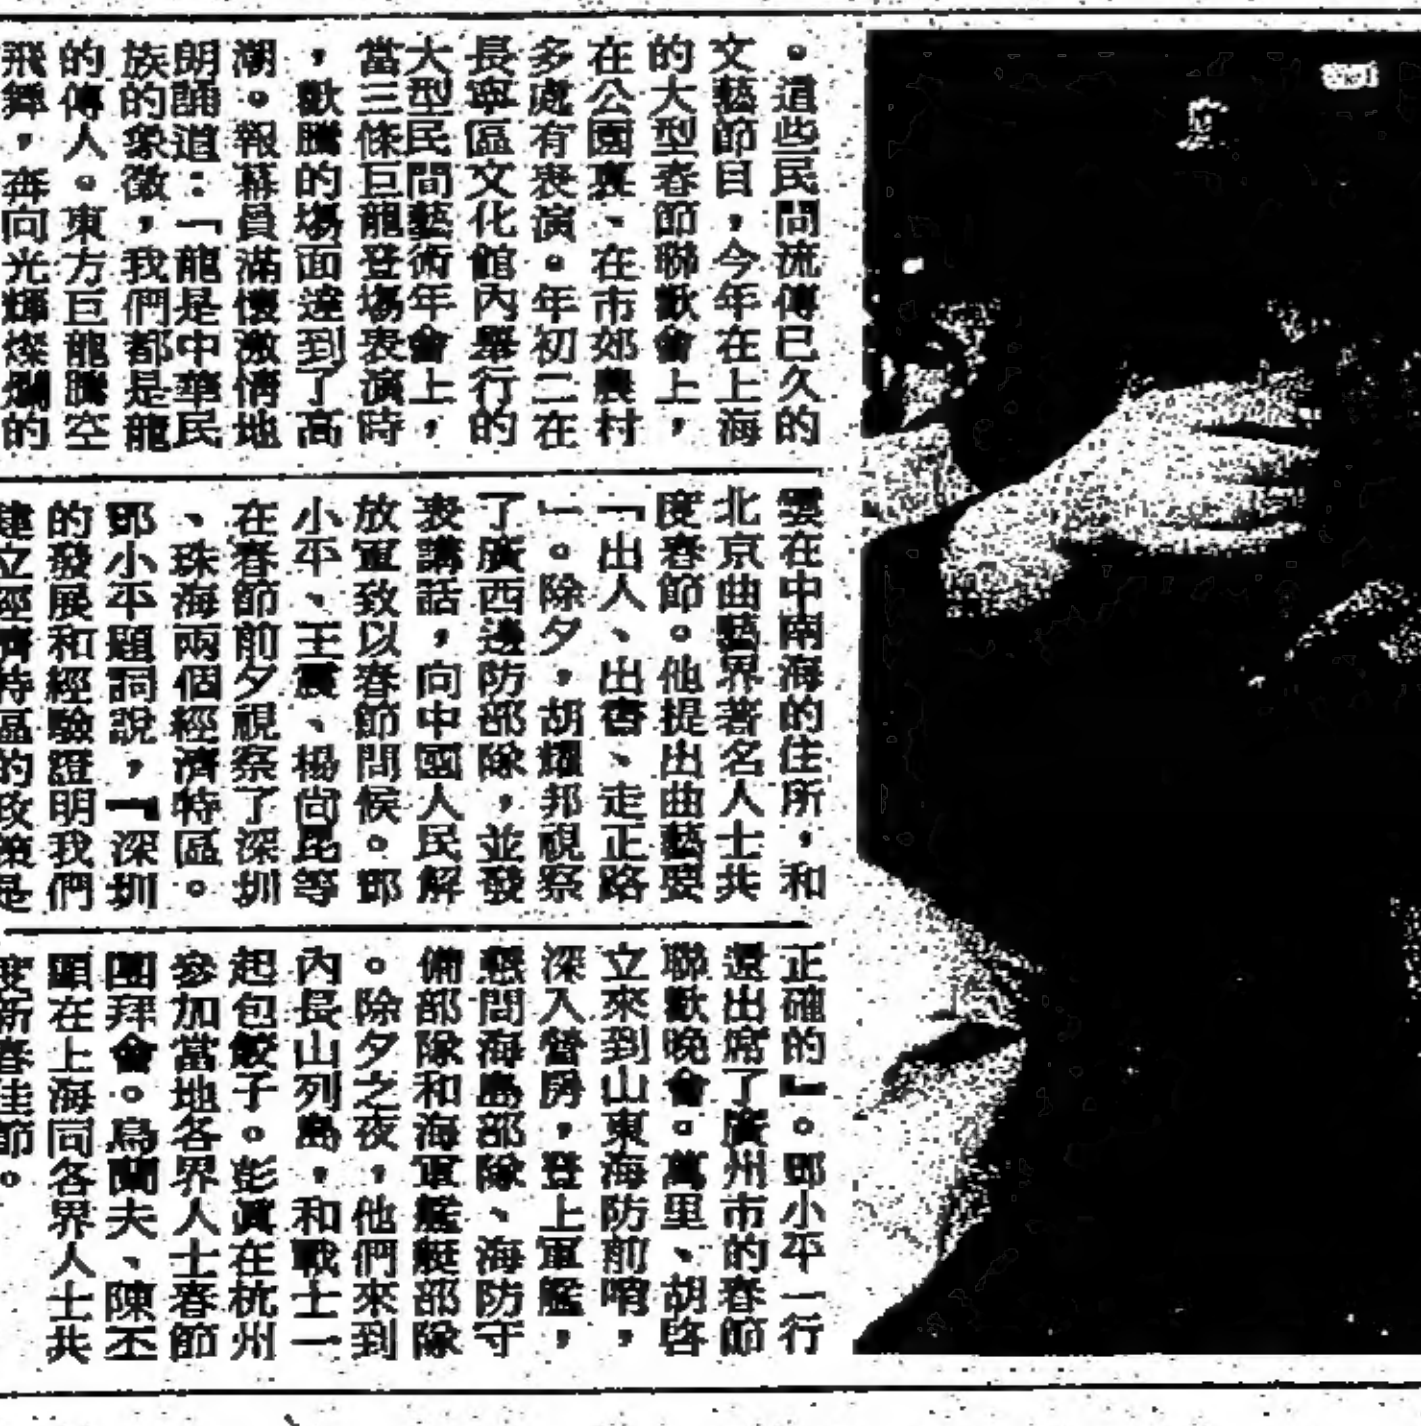 。這些民間流傳已久的
文藝節目，今年在上海
的大型春節聯歡會上，
在公園裏、在市郊農村
多處有表演。年初二在
長寧區文化館內舉行的
大型民間藝術年會上，
當三條巨龍登場表演時
，歡騰的場面達到了高
潮。報幕員滿懷激情地
朗誦道：「龍是中華民
族的象徵，我們都是龍
的傳人。東方巨龍騰空
飛舞，奔向光輝燦爛的
雲在中南海的住所，和
北京曲藝界著名人士共
度春節。他提出曲藝要
「出人、出書、走正路
」。除夕，胡耀邦視察
了廣西邊防部隊，並發
表講話，向中國人民解
放軍致以春節問候。鄧
小平、王震、楊尚昆等
在春節前夕視察了深圳
、珠海兩個經濟特區。
鄧小平題詞說，「深圳
的發展和經驗證明我們
建立經濟特區的政策是
正確的」。鄧小平一行
還出席了廣州市的春節
聯歡晚會。萬里、胡啓
立來到山東海防前哨，
深入營房，登上軍艦，
慰問海島部隊、海防守
備部隊和海軍艦艇部隊
。除夕之夜，他們來到
內長山列島，和戰士一
起包餃子。彭眞在杭州
參加當地各界人士春節
團拜會。烏蘭夫、陳丕
顯在上海同各界人士共
度新春佳節。